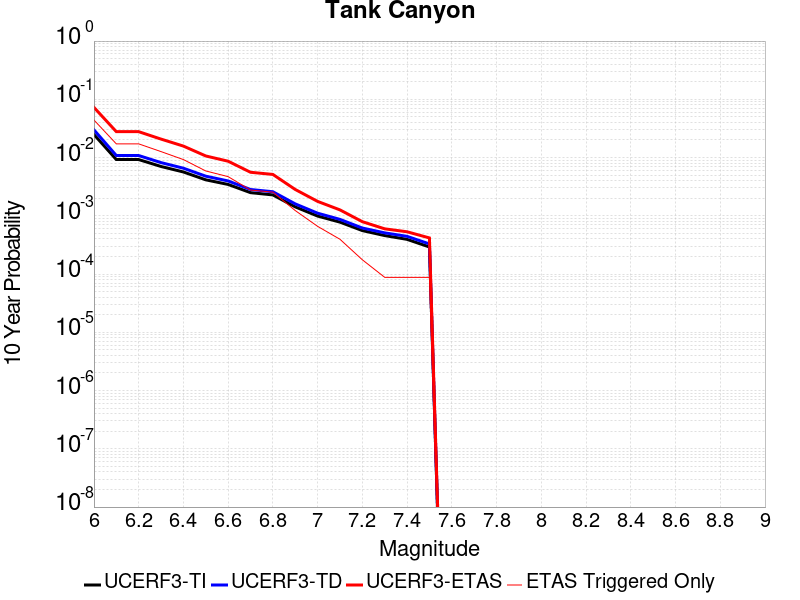 Tank Canyon
10^0
10^-1
10^-2
10^-3
10^-4
10^-5
10^-6
10^-7
10^-8
10 Year Probability
6 6.2 6.4 6.6 6.8 7 7.2 7.4 7.6 7.8 8 8.2 8.4 8.6 8.8 9
Magnitude
UCERF3-TI UCERF3-TD UCERF3-ETAS ETAS Triggered Only